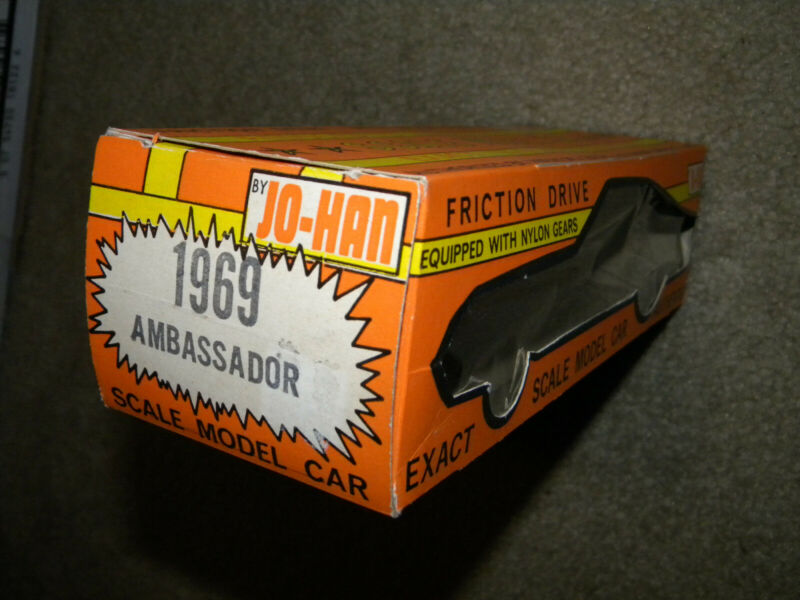 BY
JO-HAN
1969
AMBASSADOR
SCALE MODEL CAR
FRICTION DRIVE
EQUIPPED WITH NYLON GEARS
EXACT SCALE MODEL CAR